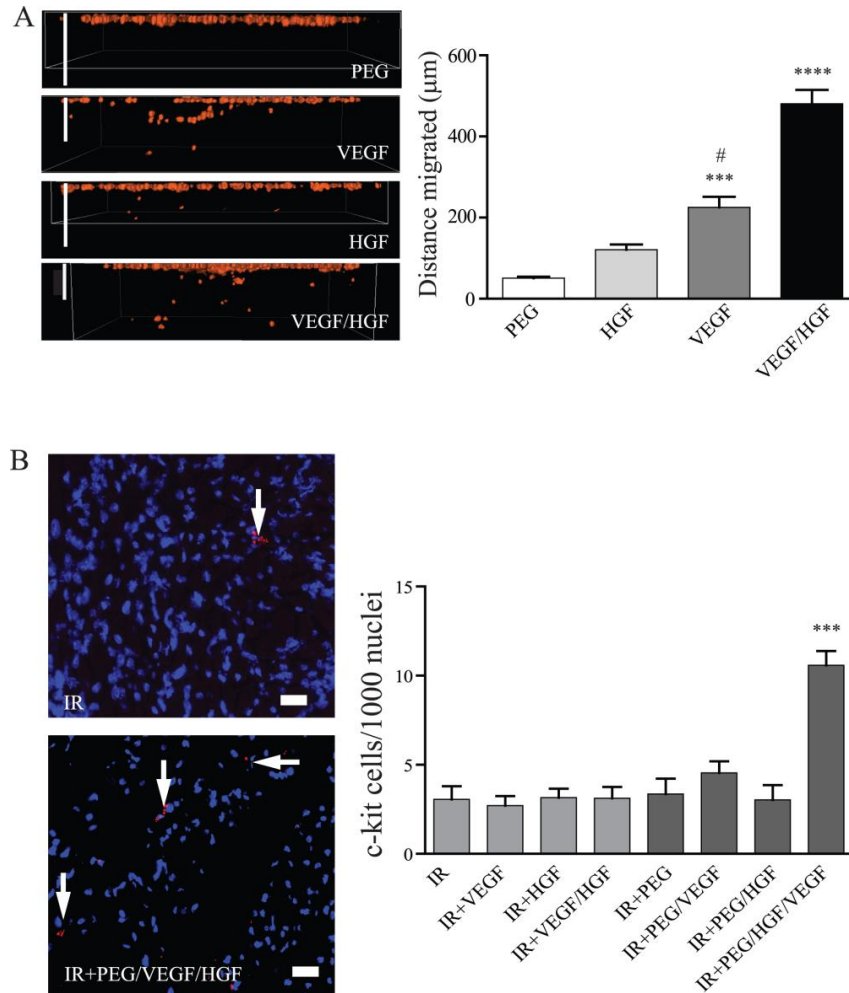 A
PEG
VEGF
HGF
VEGF/HGF
Distance migrated (μm)
600
400
200
0
#
***
****
PEG
HGF
VEGF
VEGF/HGF
B
IR
IR+PEG/VEGF/HGF
c-kit cells/1000 nuclei
15
10
5
0
***
IR
IR+VEGF
IR+HGF
IR+VEGF/HGF
IR+PEG
IR+PEG/VEGF
IR+PEG/HGF
IR+PEG/HGF/VEGF